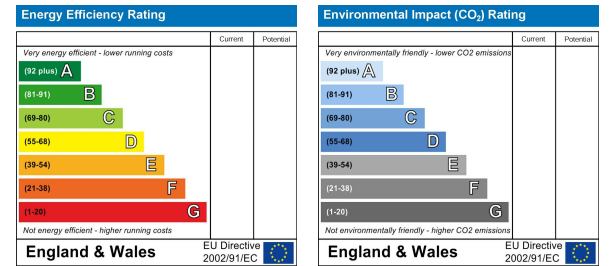 Energy Efficiency Rating
Current Potential
Very energy efficient - lower running costs
(92 plus) A
(81-91) B
(69-80) C
(55-68) D
(39-54) E
(21-38) F
(1-20) G
Not energy efficient - higher running costs
England & Wales
EU Directive
2002/91/EC
Environmental Impact (CO₂) Rating
Current Potential
Very environmentally friendly - lower CO2 emissions
(92 plus) A
(81-91) B
(69-80) C
(55-68) D
(39-54) E
(21-38) F
(1-20) G
Not environmentally friendly - higher CO2 emissions
England & Wales
EU Directive
2002/91/EC